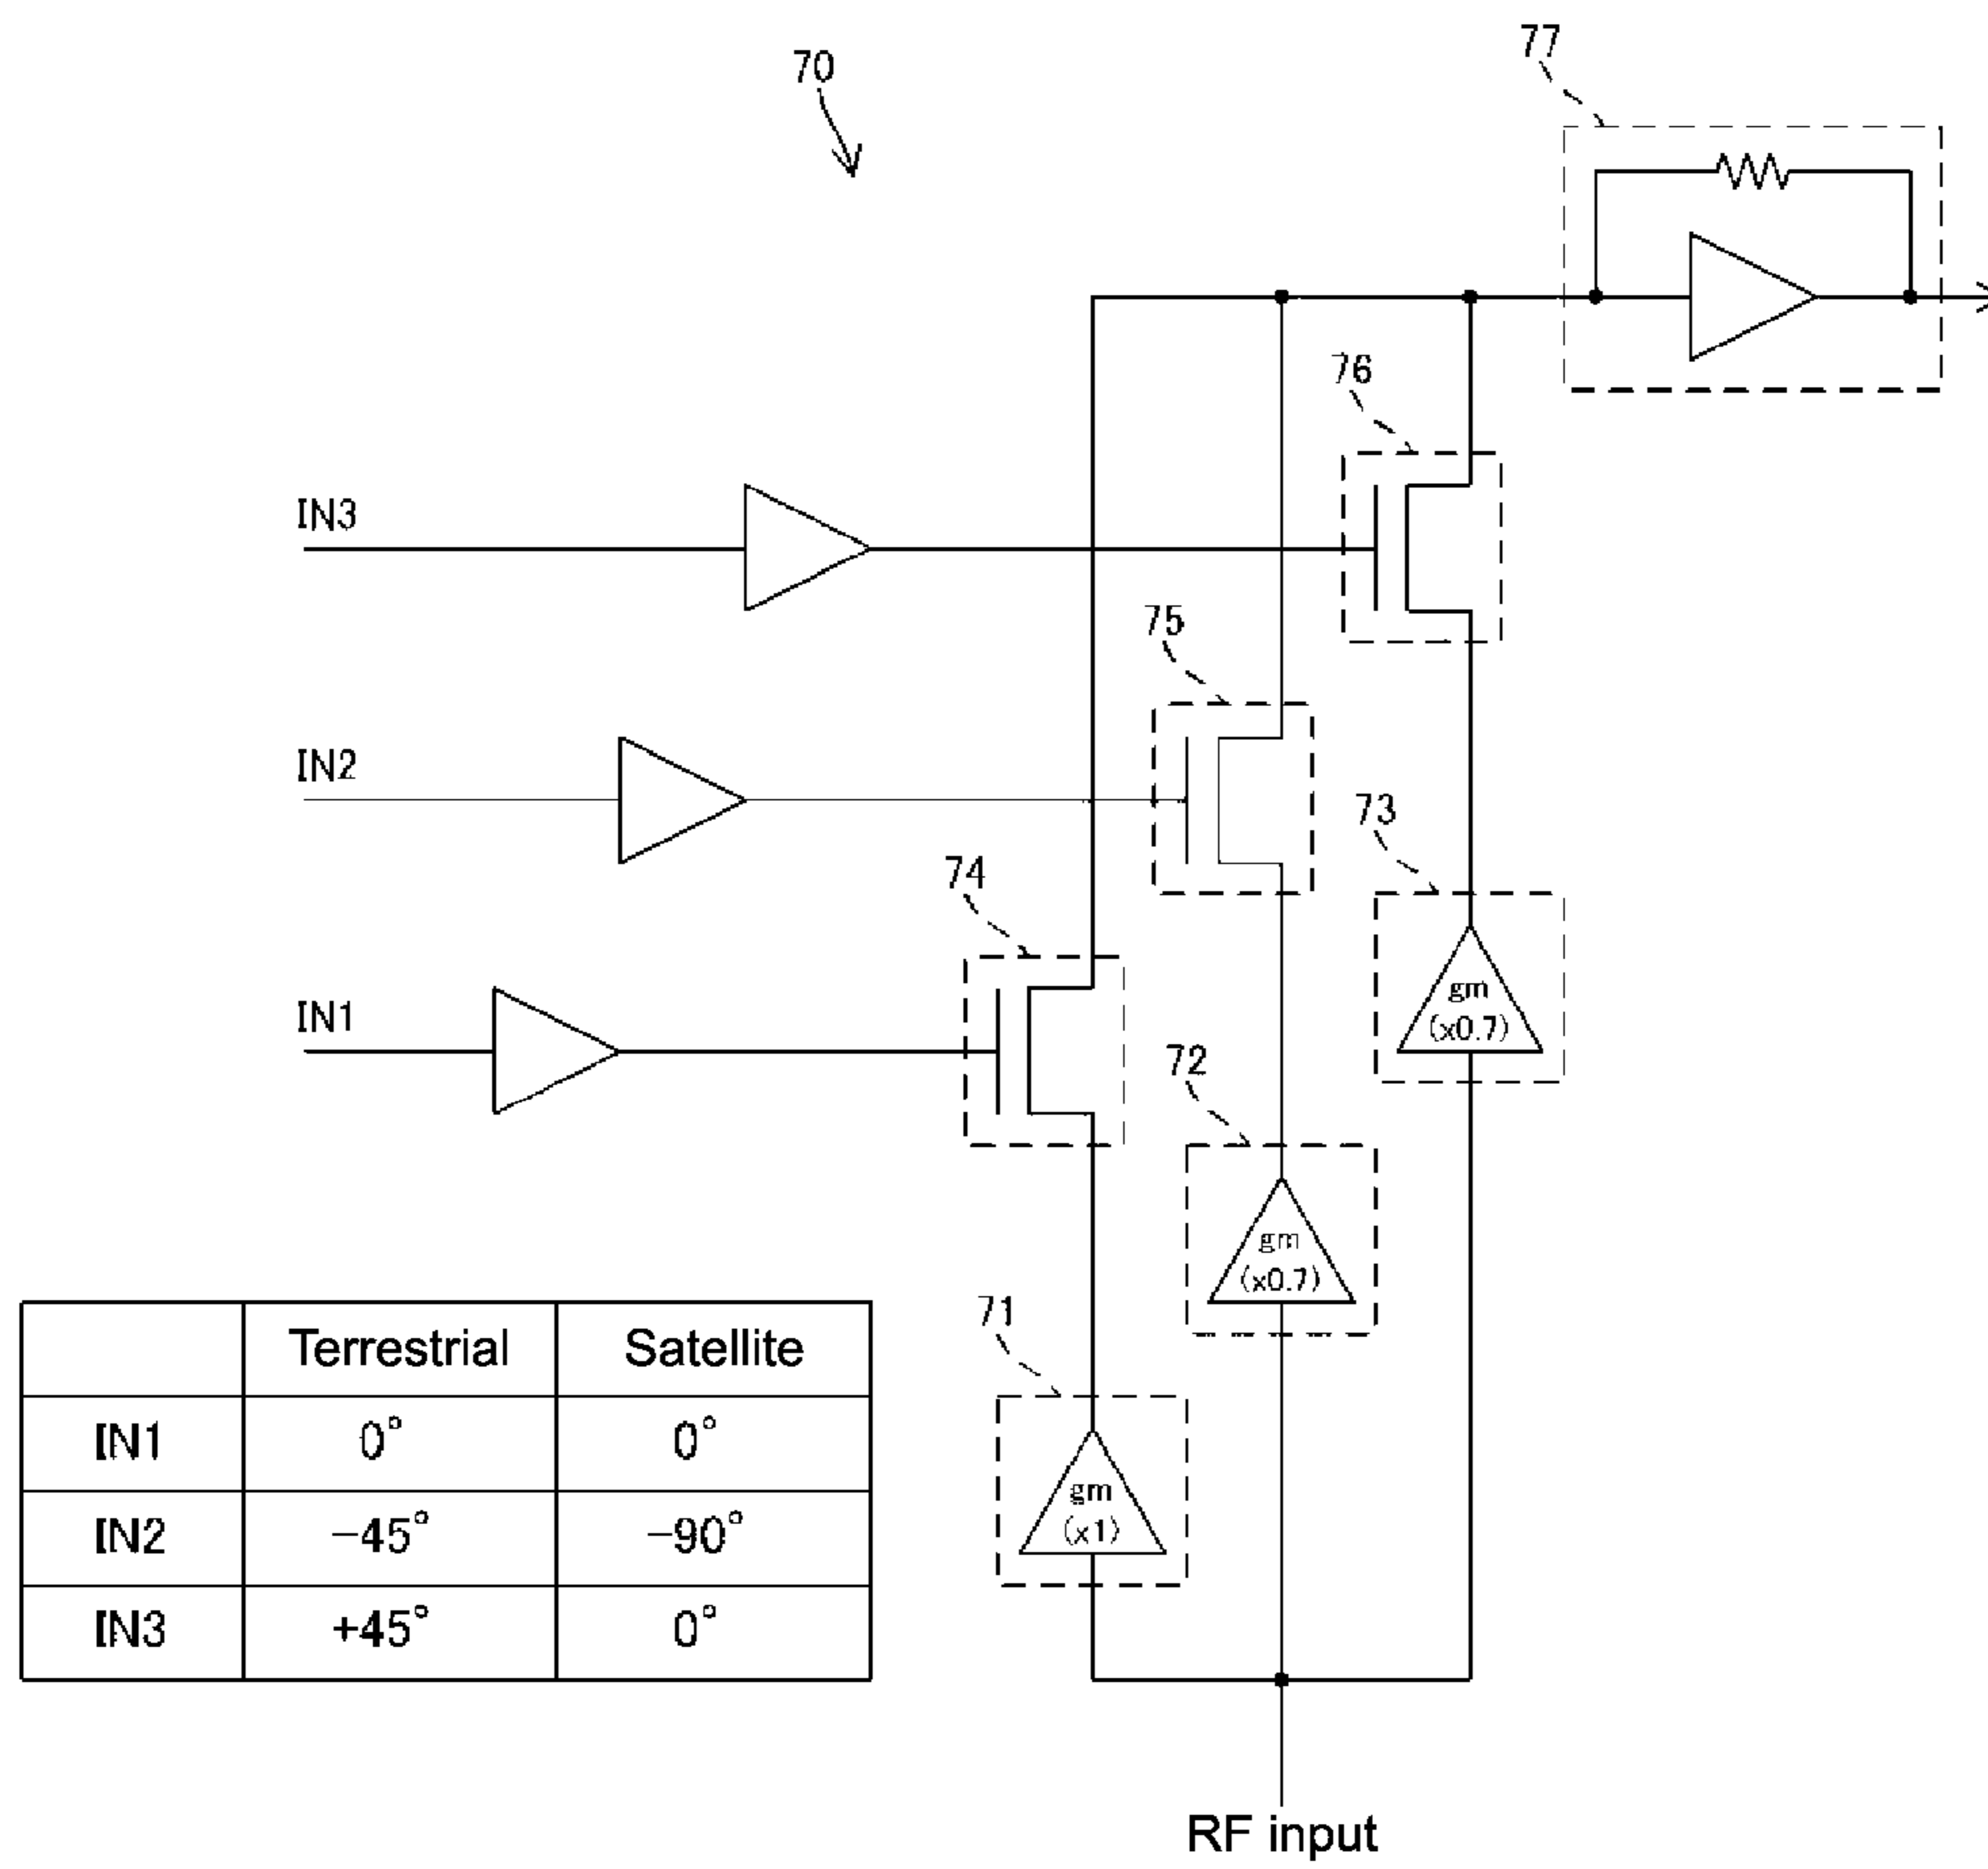 77
70
76
IN3
75
IN2
73
74
gm
(x0.7)
IN1
72
gm
(x0.7)
71
gm
(x1)
Terrestrial Satellite
IN1 0° 0°
IN2 −45° −90°
IN3 +45° 0°
RF input